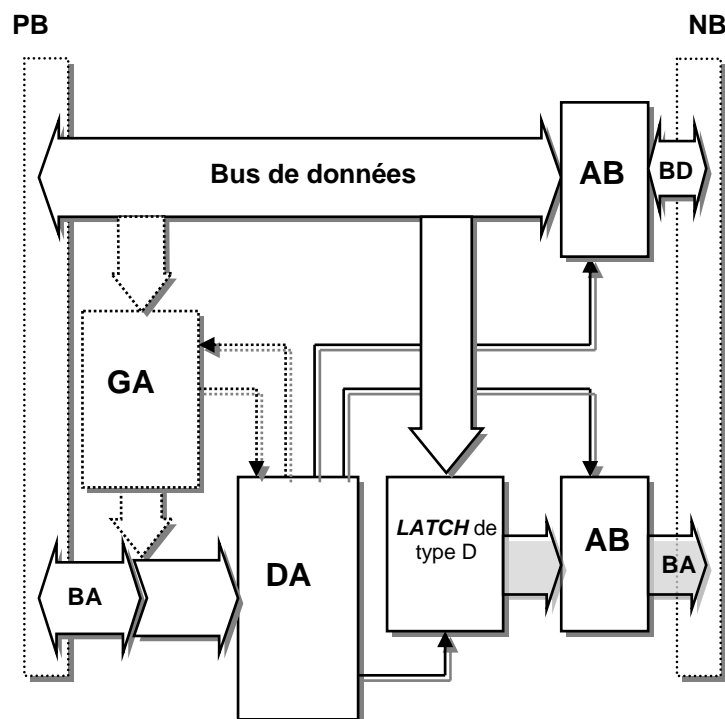 PB
NB
Bus de données
AB
BD
GA
LATCH de
type D
AB
BA
DA
BA